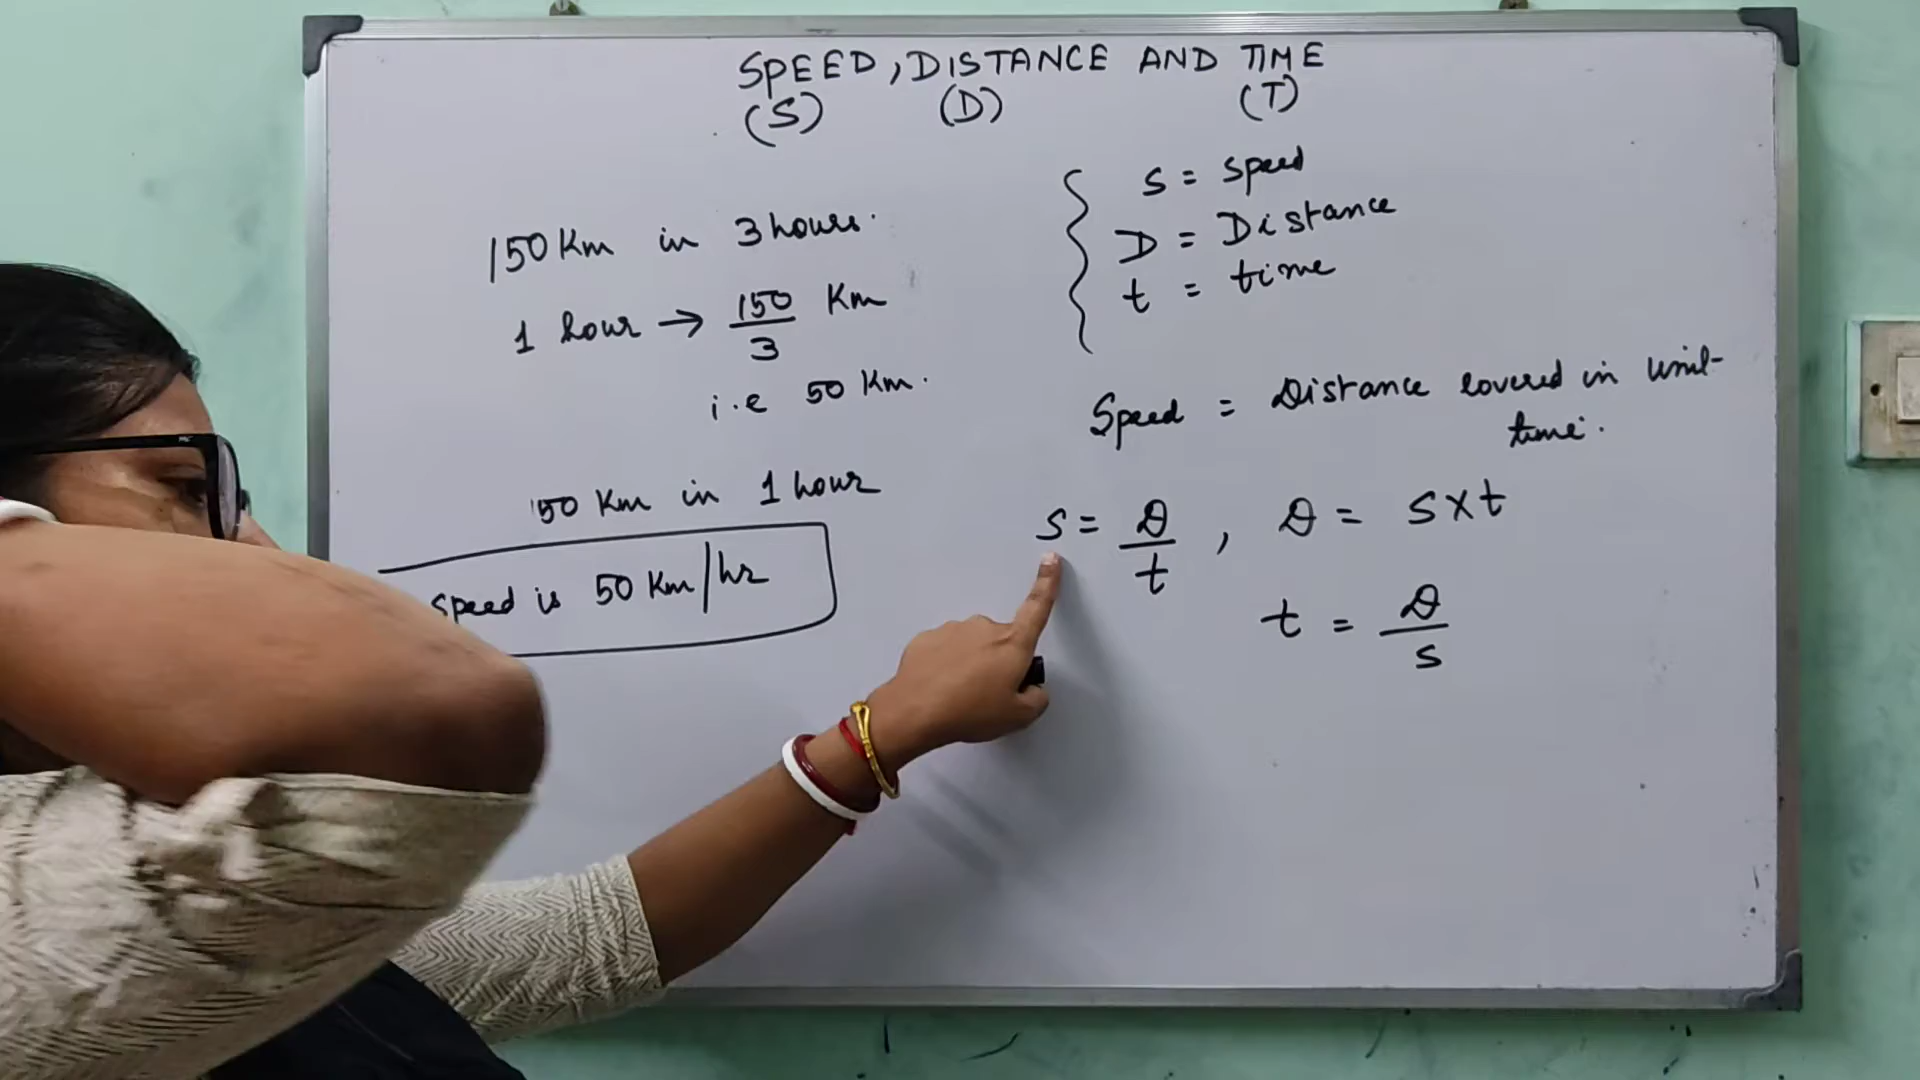 SPEED, DISTANCE AND TIME
(S) (D) (T)
150 Km in 3 hours.
1 hour → 150/3 Km
i.e 50 Km.
50 Km in 1 hour
speed is 50 Km/hr
s = speed
D = Distance
t = time
Speed = Distance covered in unit
time.
s = D/t , D = s x t
t = D/s